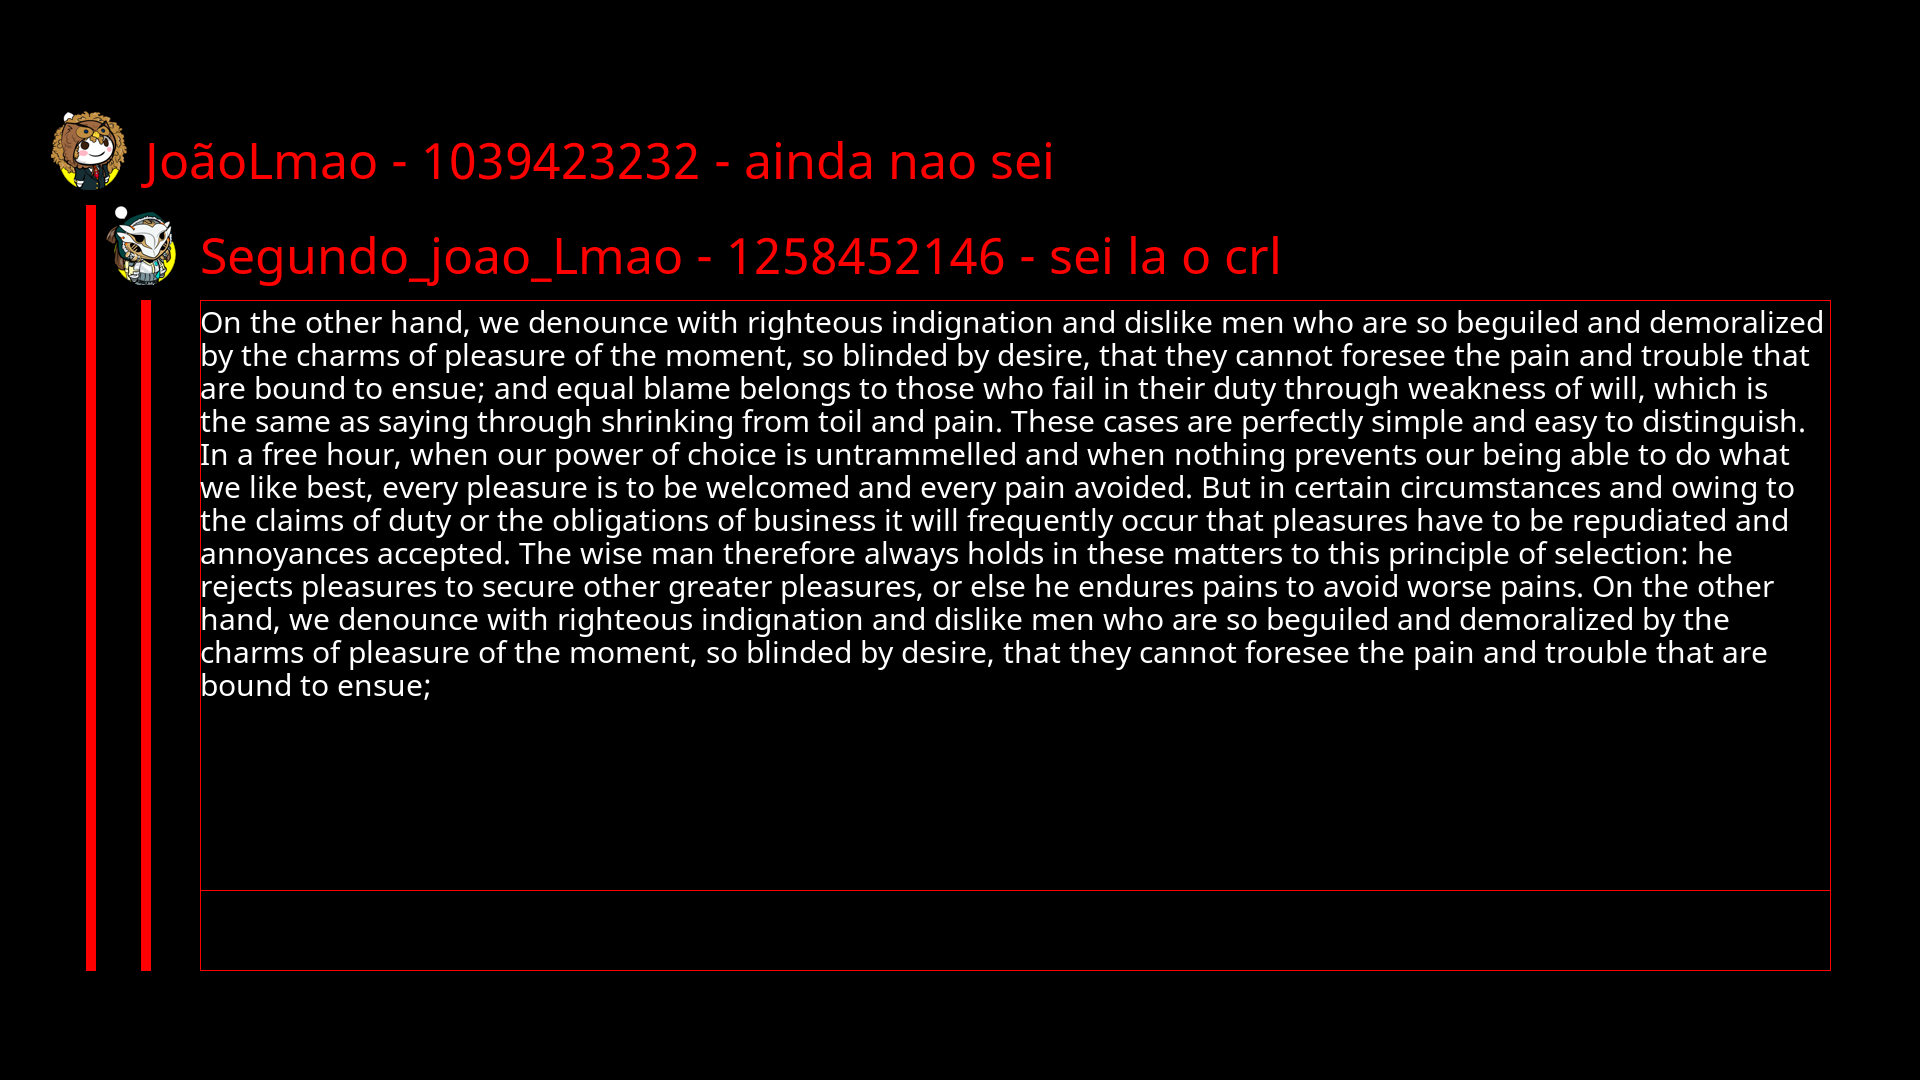 JoãoLmao - 1039423232 - ainda nao sei
Segundo_joao_Lmao - 1258452146 - sei la o crl
On the other hand, we denounce with righteous indignation and dislike men who are so beguiled and demoralized
by the charms of pleasure of the moment, so blinded by desire, that they cannot foresee the pain and trouble that
are bound to ensue; and equal blame belongs to those who fail in their duty through weakness of will, which is
the same as saying through shrinking from toil and pain. These cases are perfectly simple and easy to distinguish.
In a free hour, when our power of choice is untrammelled and when nothing prevents our being able to do what
we like best, every pleasure is to be welcomed and every pain avoided. But in certain circumstances and owing to
the claims of duty or the obligations of business it will frequently occur that pleasures have to be repudiated and
annoyances accepted. The wise man therefore always holds in these matters to this principle of selection: he
rejects pleasures to secure other greater pleasures, or else he endures pains to avoid worse pains. On the other
hand, we denounce with righteous indignation and dislike men who are so beguiled and demoralized by the
charms of pleasure of the moment, so blinded by desire, that they cannot foresee the pain and trouble that are
bound to ensue;